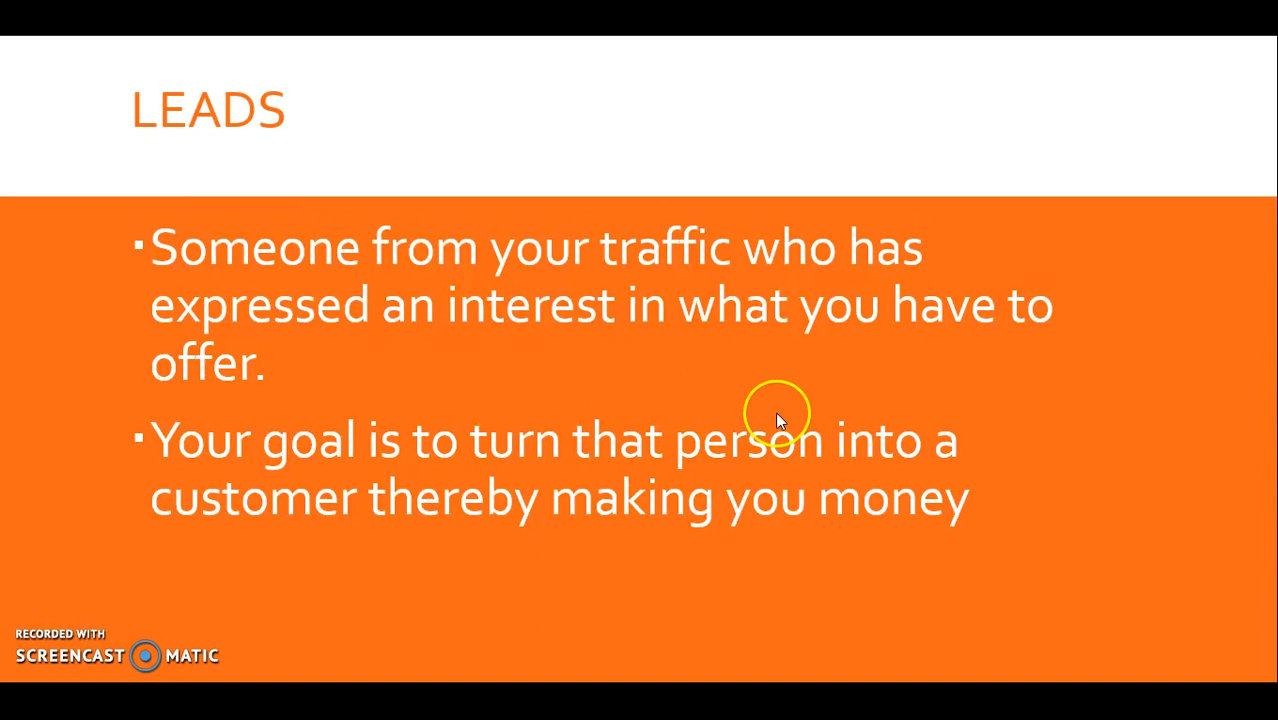 LEADS
▪Someone from your traffic who has
expressed an interest in what you have to
offer.
▪Your goal is to turn that person into a
customer thereby making you money
RECORDED WITH
SCREENCAST MATIC